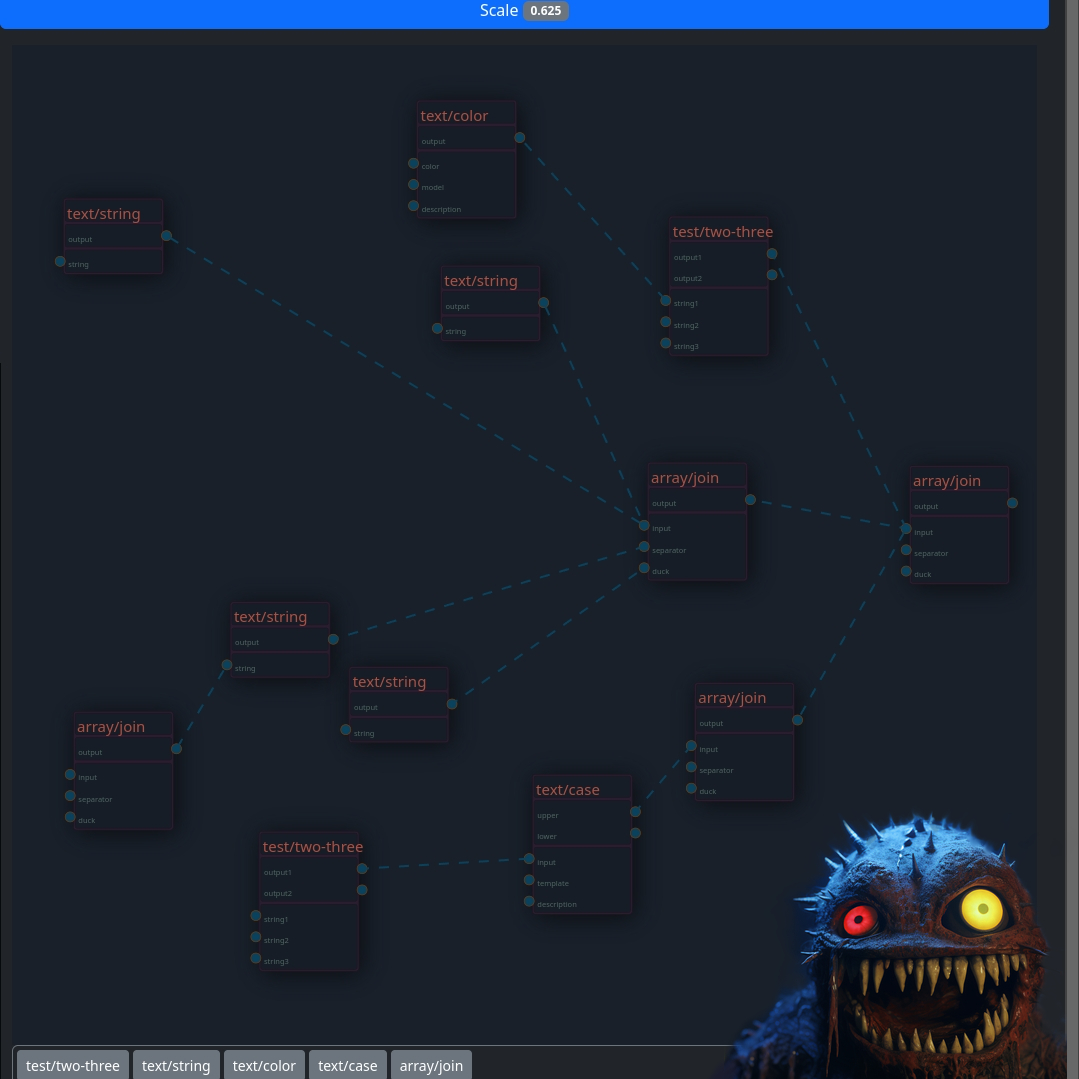 Scale 0.625
text/color
output
color
model
description
text/string
output
string
test/two-three
output1
output2
string1
string2
string3
text/string
output
string
array/join
output
input
separator
duck
array/join
output
input
separator
duck
text/string
output
string
text/string
output
string
array/join
output
input
separator
duck
array/join
output
input
separator
duck
text/case
upper
lower
input
template
description
test/two-three
output1
output2
string1
string2
string3
test/two-three text/string text/color text/case array/join